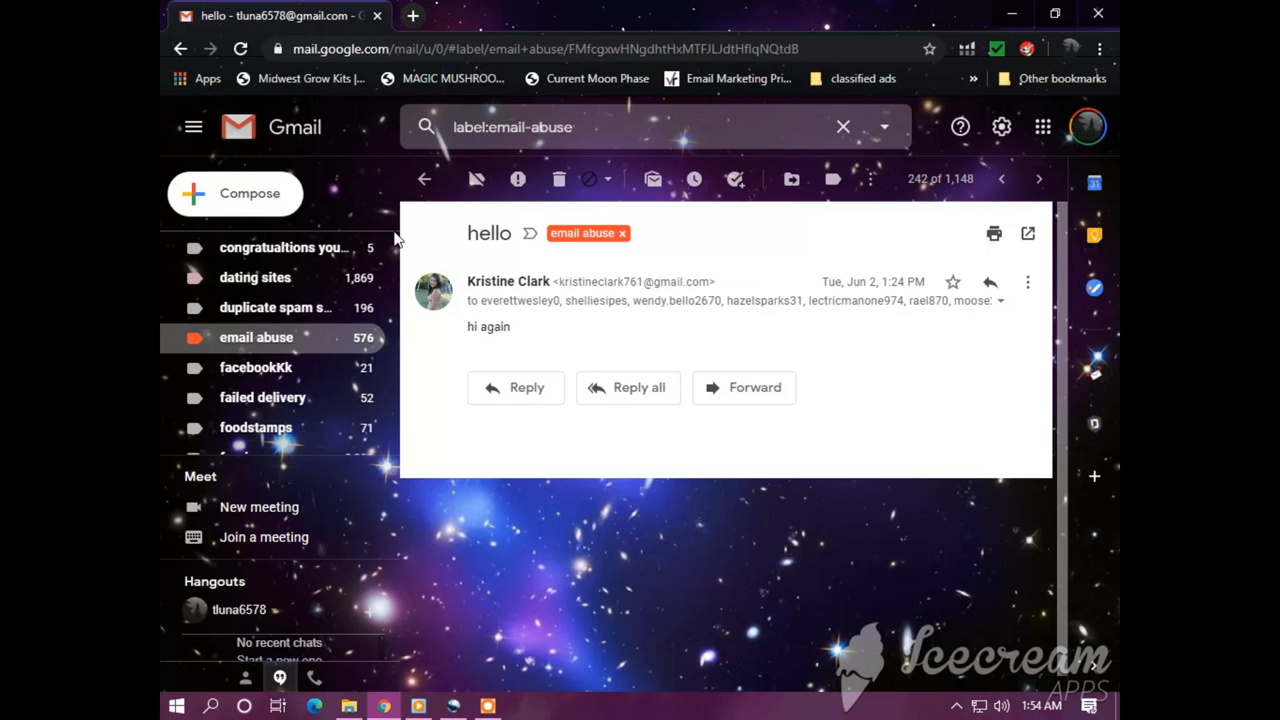 hello - tluna6578@gmail.com - G
mail.google.com/mail/u/0/#label/email+abuse/FMfcgxwHNgdhtHxMTFJLJdtHflqNQtdB
Apps
Midwest Grow Kits |...
MAGIC MUSHROO...
Current Moon Phase
Email Marketing Pri...
classified ads
»
Other bookmarks
Gmail
label:email-abuse
Compose
242 of 1,148
congratualtions you... 5
dating sites 1,869
duplicate spam s... 196
email abuse 576
facebookKk 21
failed delivery 52
foodstamps 71
Meet
New meeting
Join a meeting
Hangouts
tluna6578
No recent chats
Start a new one
hello
email abuse x
Kristine Clark <kristineclark761@gmail.com>
Tue, Jun 2, 1:24 PM
to everettwesley0, shelliesipes, wendy.bello2670, hazelsparks31, lectricmanone974, rael870, moose
hi again
Reply
Reply all
Forward
31
Icecream
APPS
1:54 AM